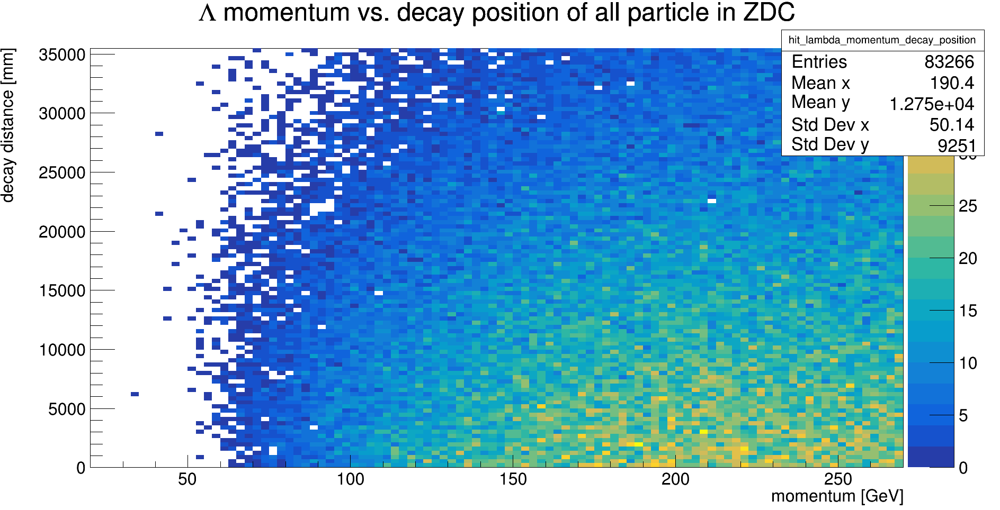 Λ momentum vs. decay position of all particle in ZDC
hit_lambda_momentum_decay_position
Entries 83266
Mean x 190.4
Mean y 1.275e+04
Std Dev x 50.14
Std Dev y 9251
decay distance [mm]
35000
30000
25000
20000
15000
10000
5000
0
50 100 150 200 250
momentum [GeV]
25
20
15
10
5
0